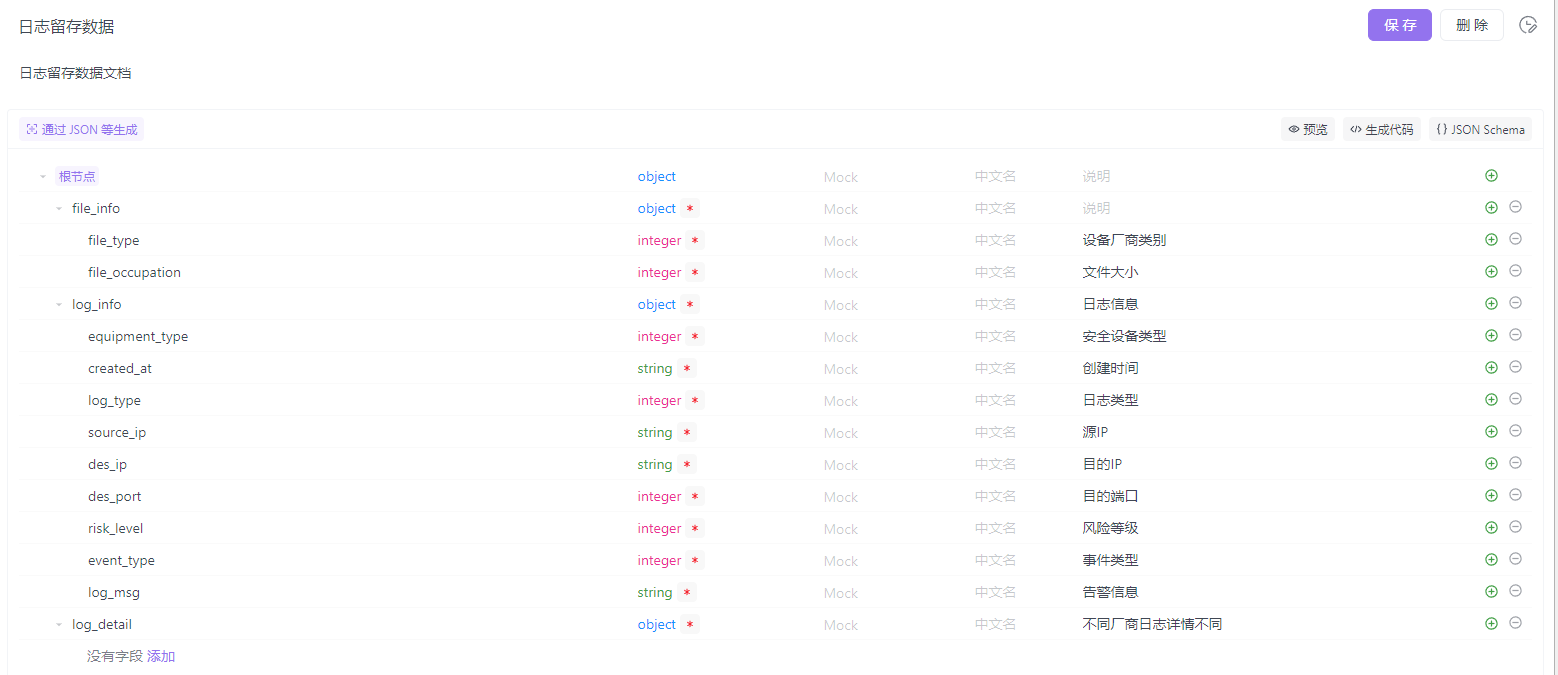 日志留存数据
保 存 删 除
日志留存数据文档
通过 JSON 等生成 预览 </> 生成代码 {} JSON Schema
根节点 object Mock 中文名 说明
file_info object * Mock 中文名 说明
file_type integer * Mock 中文名 设备厂商类别
file_occupation integer * Mock 中文名 文件大小
log_info object * Mock 中文名 日志信息
equipment_type integer * Mock 中文名 安全设备类型
created_at string * Mock 中文名 创建时间
log_type integer * Mock 中文名 日志类型
source_ip string * Mock 中文名 源IP
des_ip string * Mock 中文名 目的IP
des_port integer * Mock 中文名 目的端口
risk_level integer * Mock 中文名 风险等级
event_type integer * Mock 中文名 事件类型
log_msg string * Mock 中文名 告警信息
log_detail object * Mock 中文名 不同厂商日志详情不同
没有字段 添加